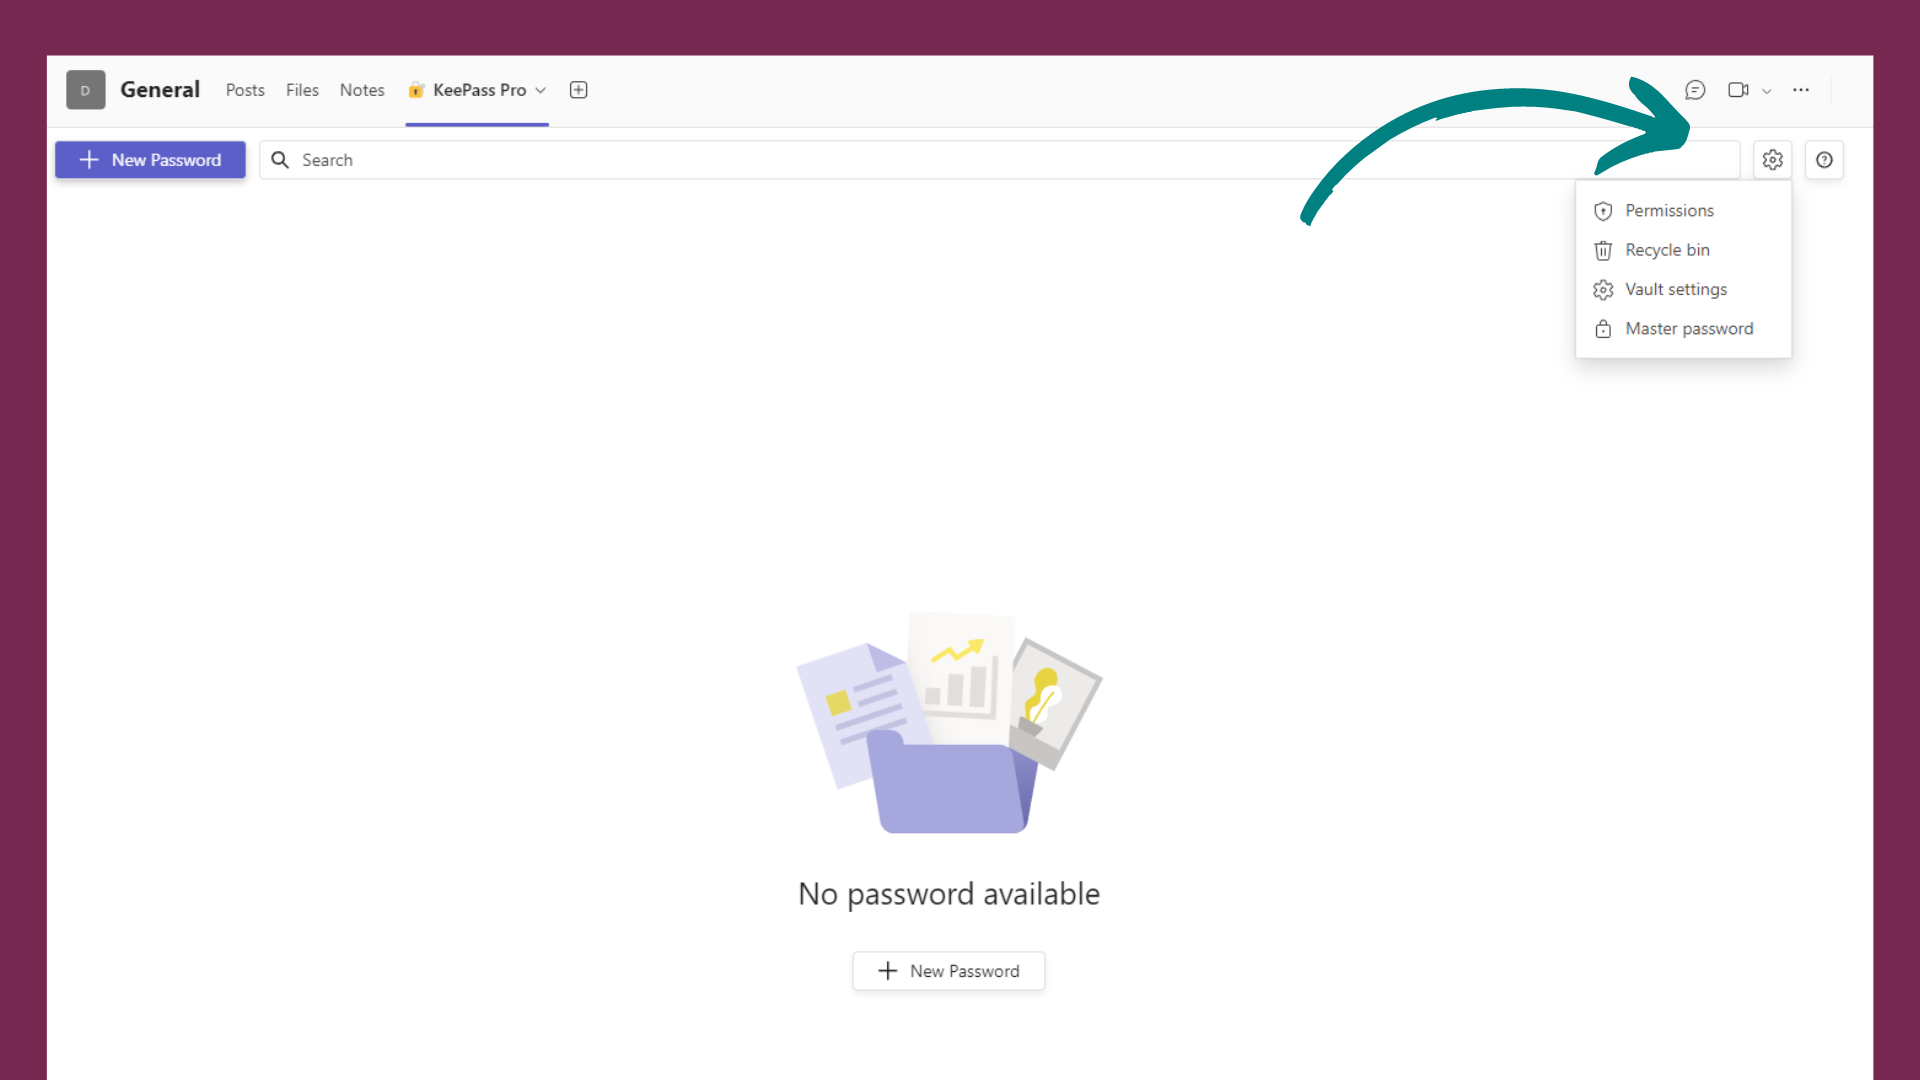 D General Posts Files Notes KeePass Pro
New Password Search
Permissions
Recycle bin
Vault settings
Master password
No password available
New Password